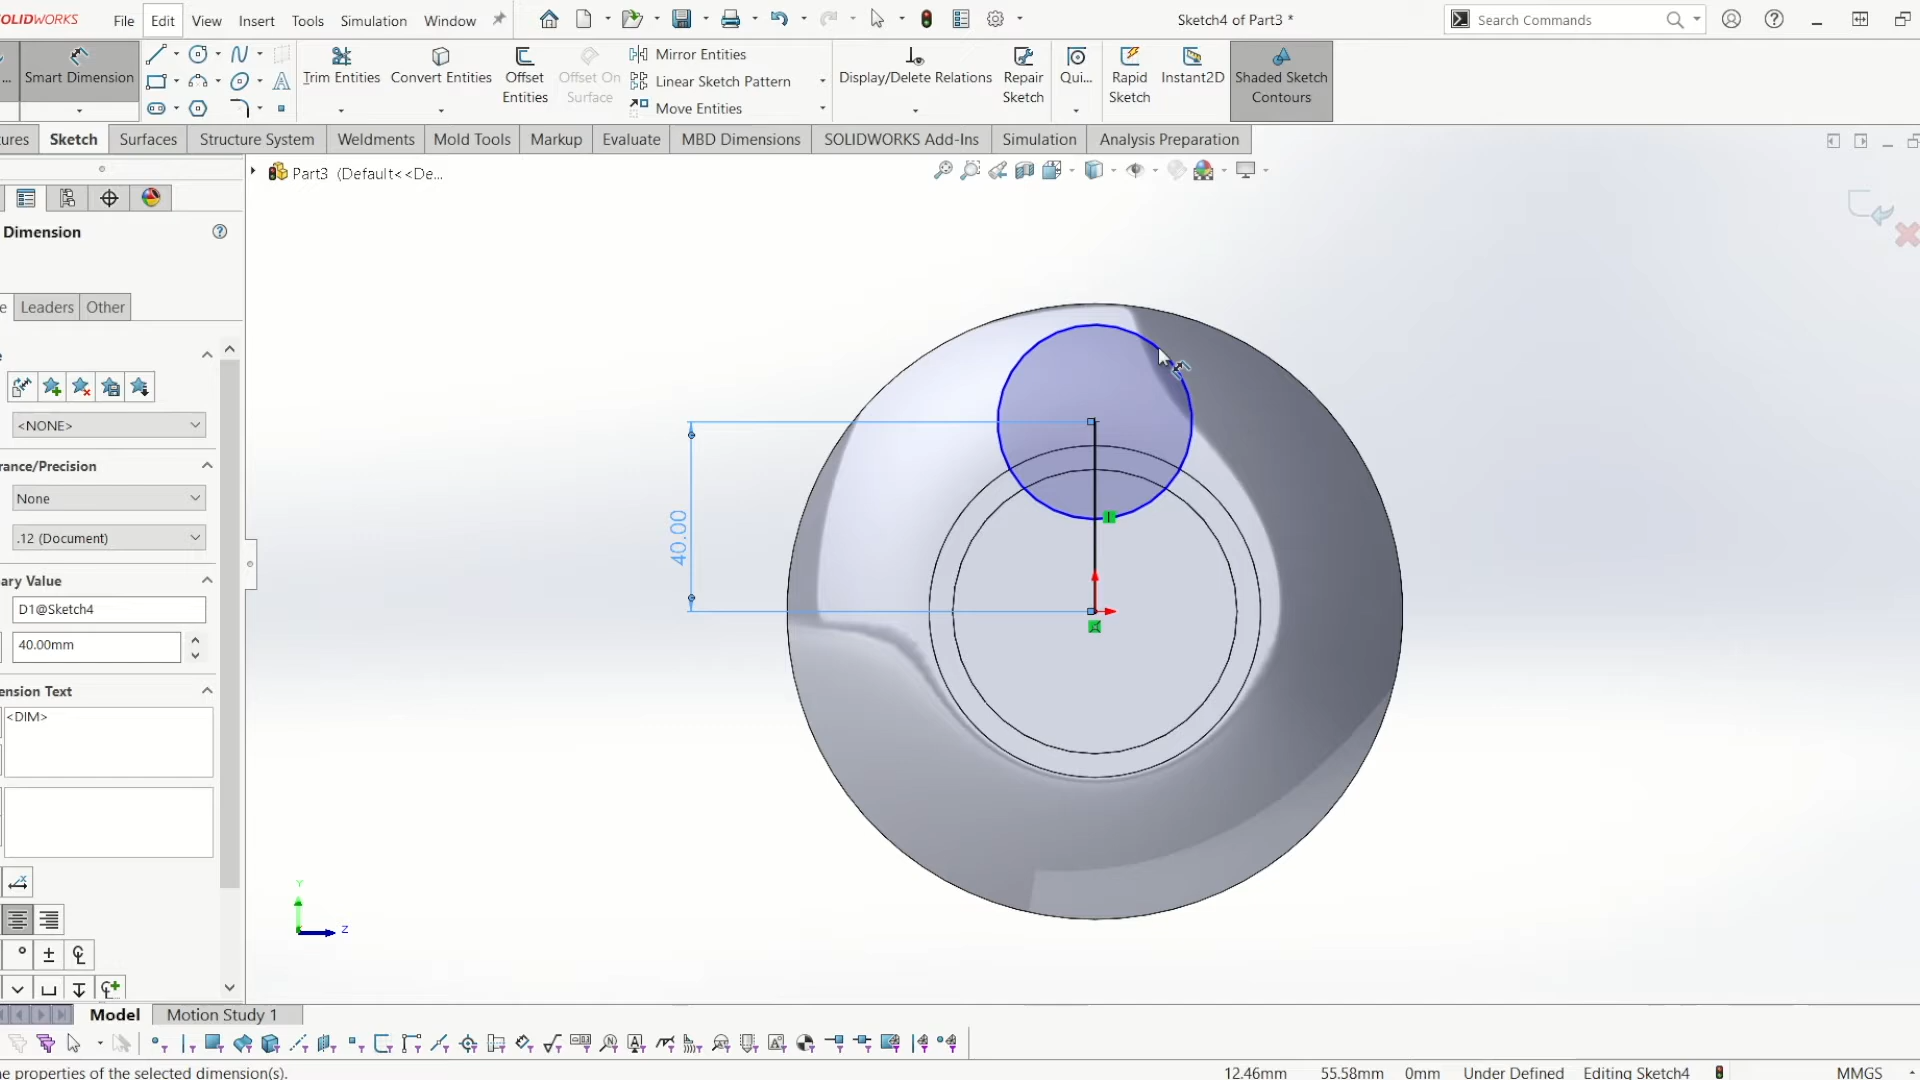 SOLIDWORKS File Edit View Insert Tools Simulation Window Sketch4 of Part3 * Search Commands
Smart Dimension Trim Entities Convert Entities Offset Entities Offset On Surface Mirror Entities Linear Sketch Pattern Move Entities Display/Delete Relations Repair Sketch Qui... Rapid Sketch Instant2D Shaded Sketch Contours
ures Sketch Surfaces Structure System Weldments Mold Tools Markup Evaluate MBD Dimensions SOLIDWORKS Add-Ins Simulation Analysis Preparation
Part3 (Default<<De...
Dimension
e Leaders Other
e
<NONE>
rance/Precision
None
.12 (Document)
ary Value
D1@Sketch4
40.00mm
ension Text
<DIM>
40.00
Y
Z
Model Motion Study 1
he properties of the selected dimension(s). 12.46mm 55.58mm 0mm Under Defined Editing Sketch4 MMGS